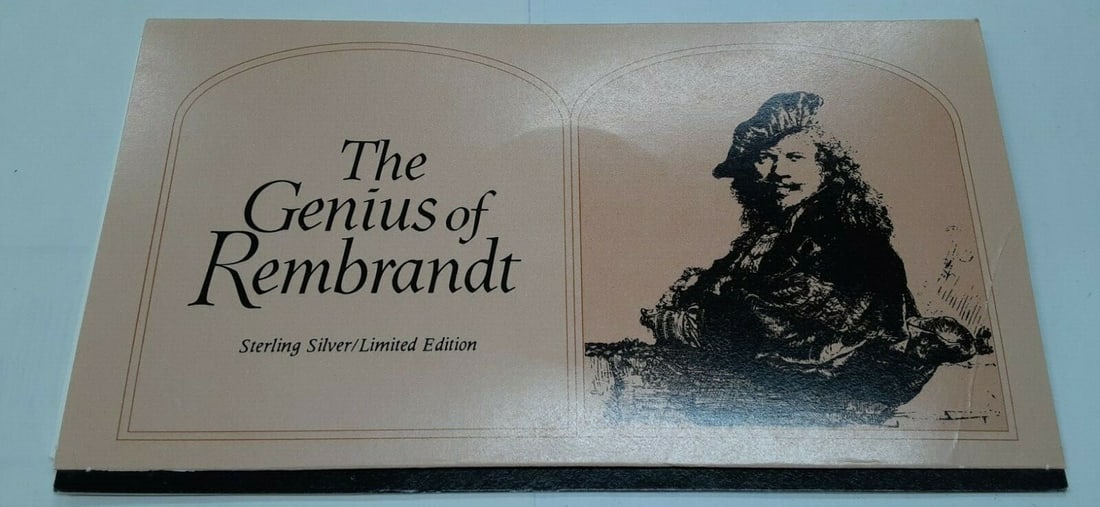 The
Genius of
Rembrandt
Sterling Silver/Limited Edition